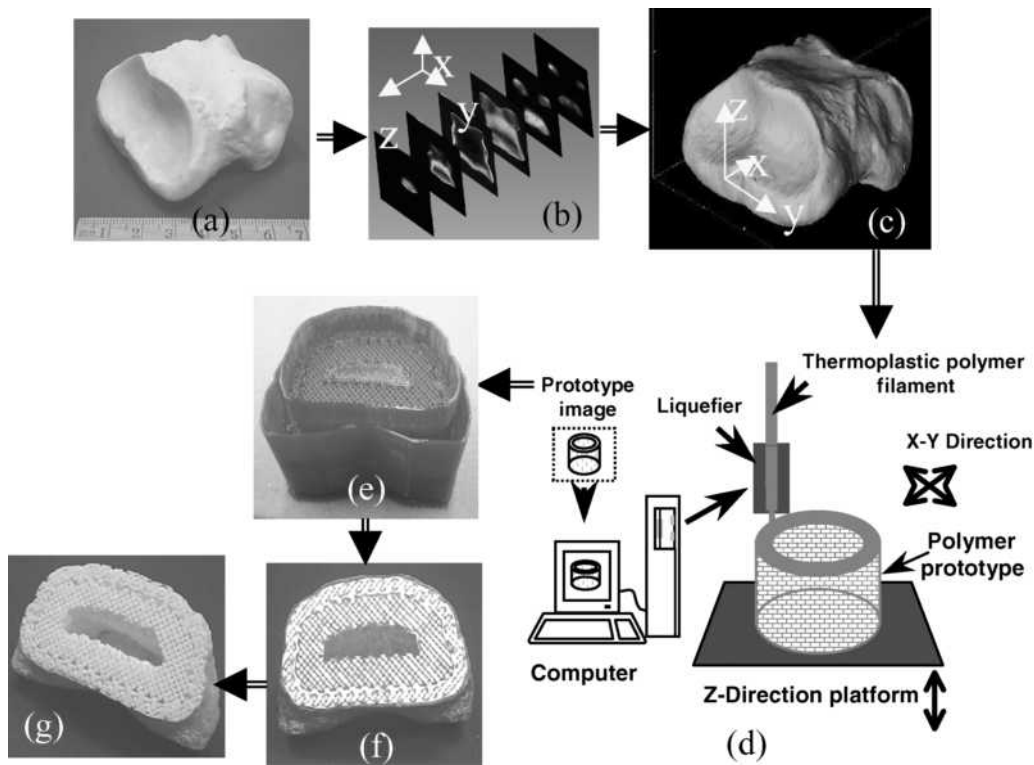 (a)
1 2 3 4 5 6 7
x
y
z
(b)
z
x
y
(c)
Thermoplastic polymer
filament
Prototype
image
Liquefier
X-Y Direction
(e)
Polymer
prototype
Computer
Z-Direction platform
(d)
(g)
(f)